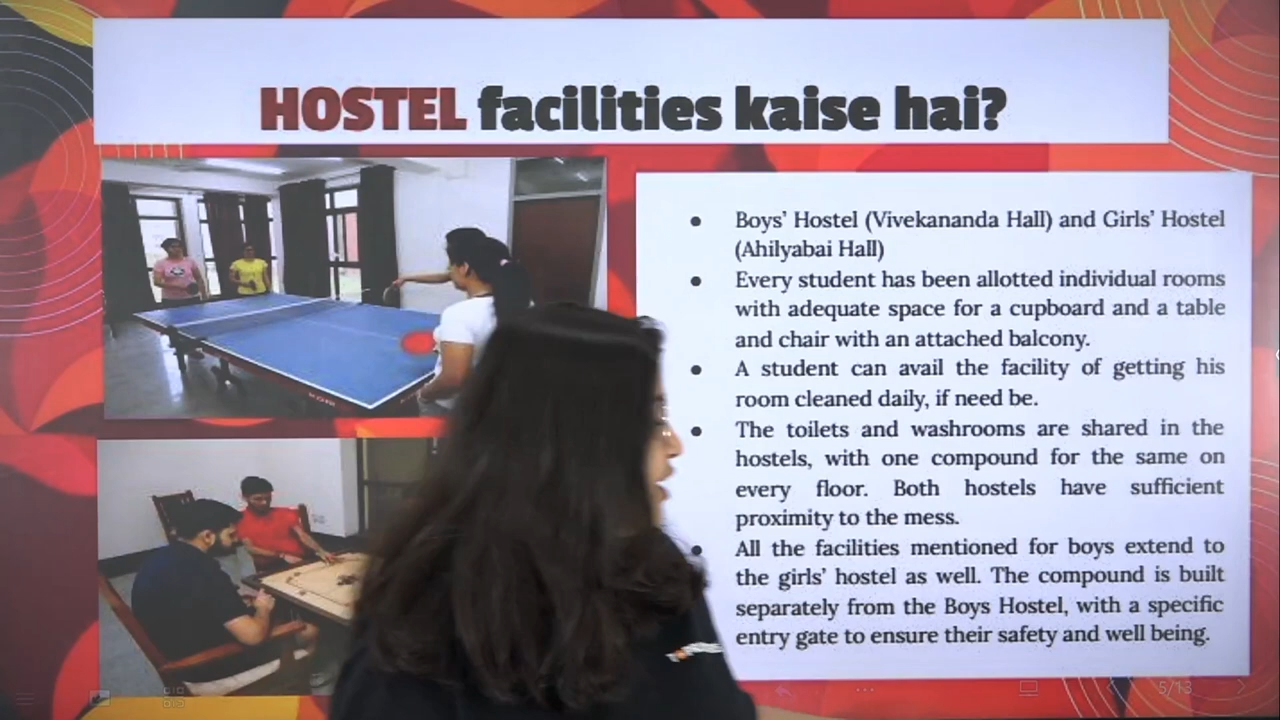 HOSTEL facilities kaise hai?
Boys' Hostel (Vivekananda Hall) and Girls' Hostel
(Ahilyabai Hall)
Every student has been allotted individual rooms
with adequate space for a cupboard and a table
and chair with an attached balcony.
A student can avail the facility of getting his
room cleaned daily, if need be.
The toilets and washrooms are shared in the
hostels, with one compound for the same on
every floor. Both hostels have sufficient
proximity to the mess.
All the facilities mentioned for boys extend to
the girls' hostel as well. The compound is built
separately from the Boys Hostel, with a specific
entry gate to ensure their safety and well being.
5/13